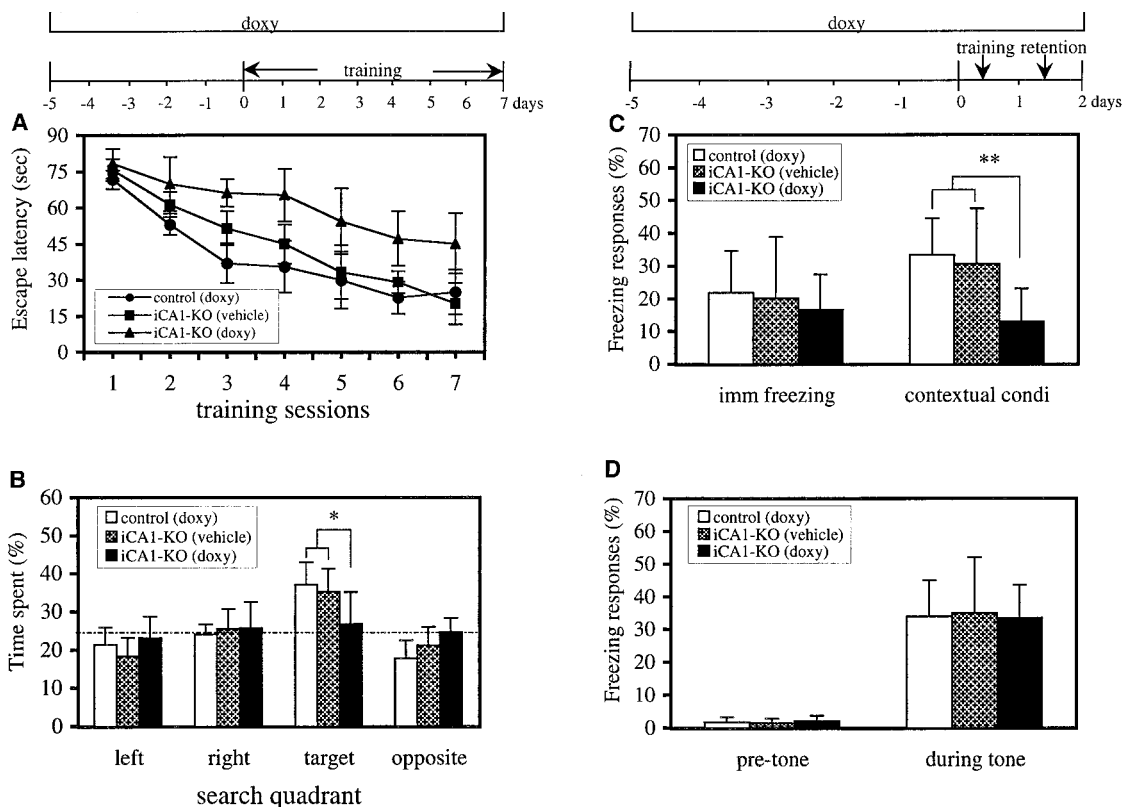 doxy
training
-5 -4 -3 -2 -1 0 1 2 3 4 5 6 7 days
A
90
75
60
45
30
15
0
Escape latency (sec)
control (doxy)
iCA1-KO (vehicle)
iCA1-KO (doxy)
1 2 3 4 5 6 7
training sessions
B
60
50
40
30
20
10
0
Time spent (%)
control (doxy)
iCA1-KO (vehicle)
iCA1-KO (doxy)
*
left right target opposite
search quadrant
doxy
training retention
-5 -3 -2 -1 0 1 2 days
C
70
60
50
40
30
20
10
0
Freezing responses (%)
control (doxy)
iCA1-KO (vehicle)
iCA1-KO (doxy)
**
imm freezing contextual condi
D
70
60
50
40
30
20
10
0
Freezing responses (%)
control (doxy)
iCA1-KO (vehicle)
iCA1-KO (doxy)
pre-tone during tone